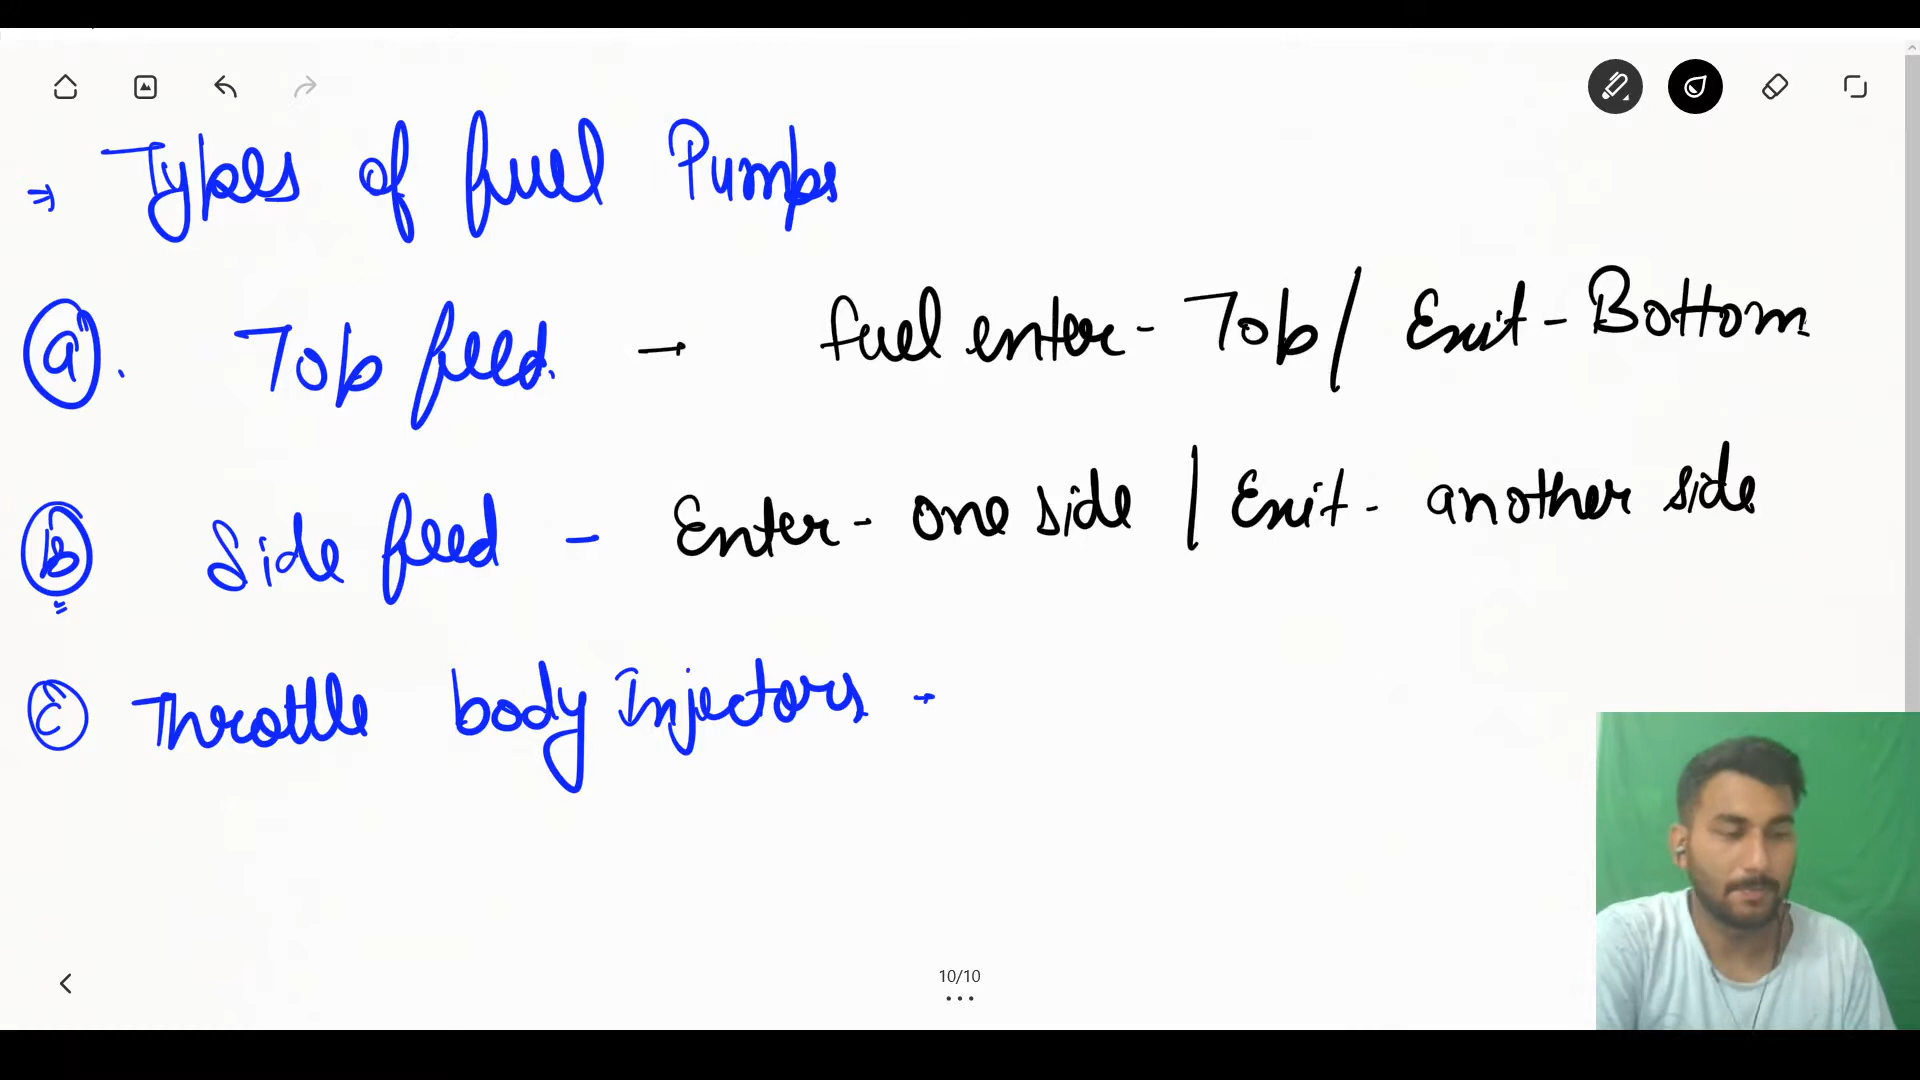 ⇒ Types of fuel Pumps
(a). Top feed. → fuel enter - Top / Exit - Bottom
(b) Side feed - Enter - one side | Exit - another side
(c) Throttle body Injectors -
10/10